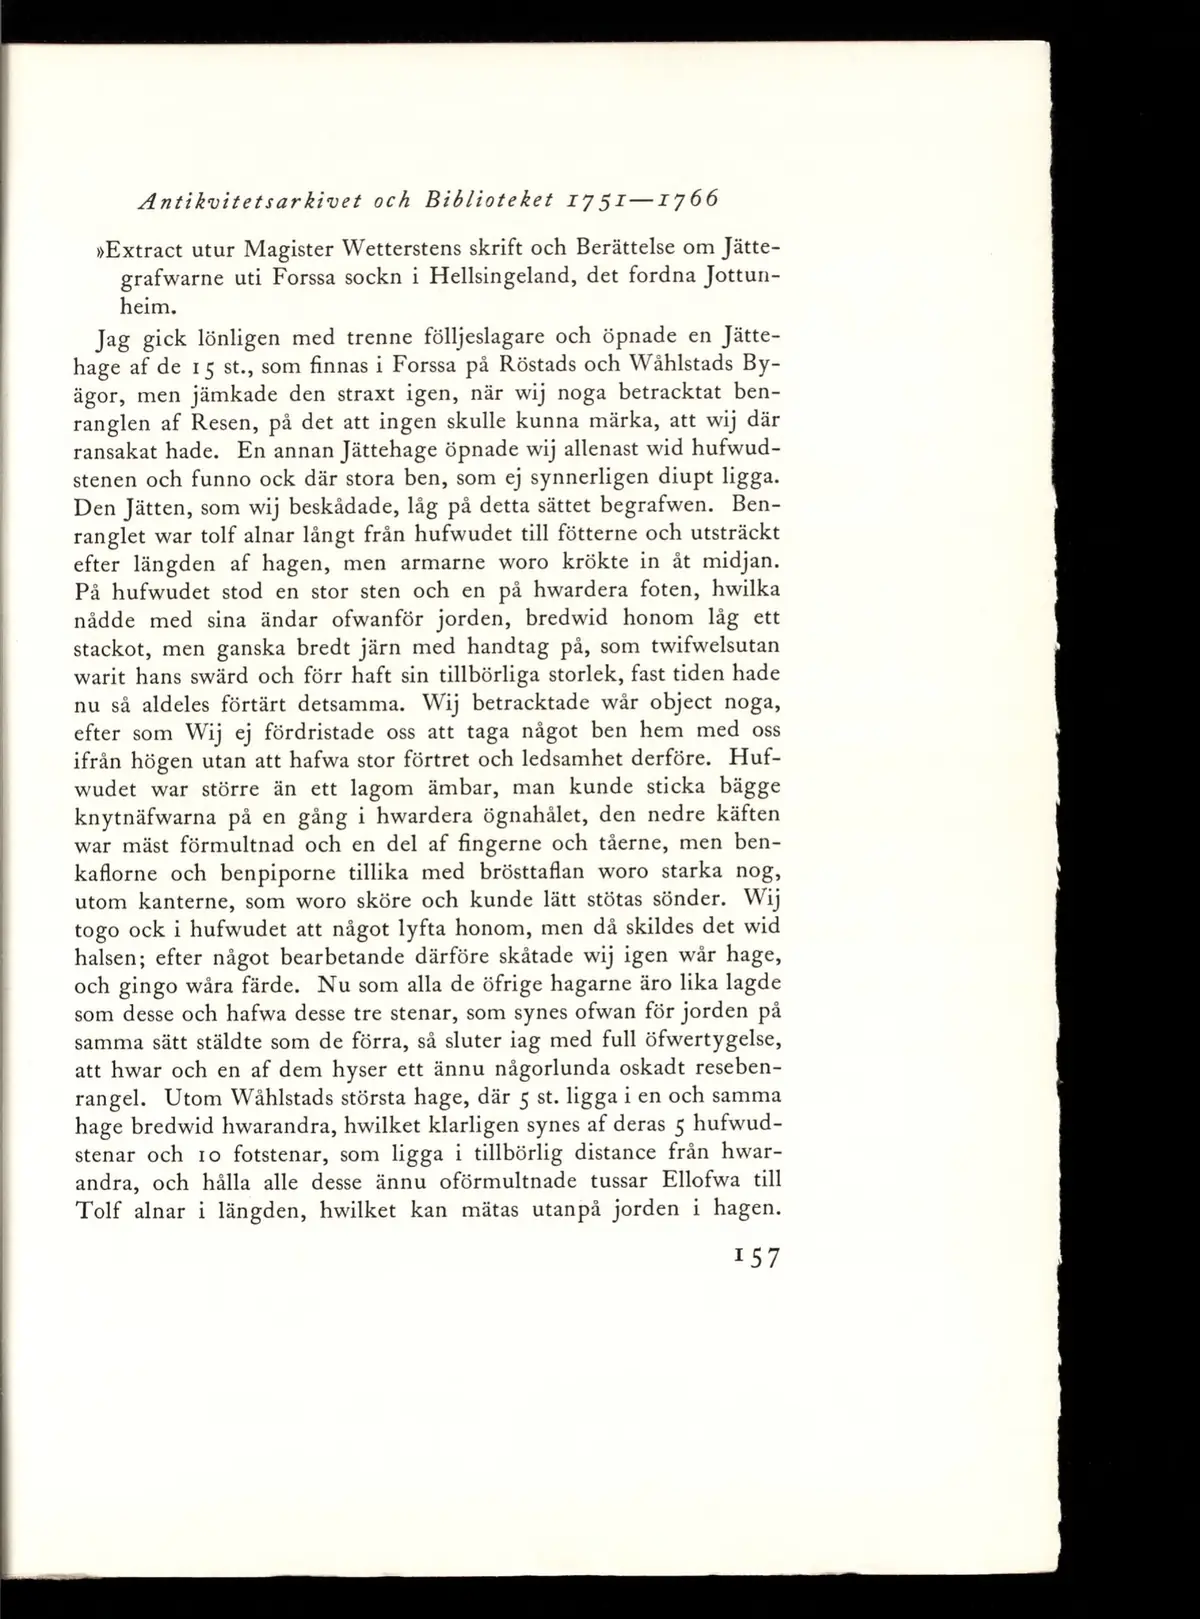 Antikvitetsarkivet och Biblioteket 1751—1766
»Extract utur Magister Wetterstens skrift och Berättelse om Jätte-
grafwarne uti Forssa sockn i Hellsingeland, det fordna Jottun-
heim.
Jag gick lönligen med trenne fölljeslagare och öpnade en Jätte-
hage af de 15 st., som finnas i Forssa på Röstads och Wåhlstads By-
ägor, men jämkade den straxt igen, när wij noga betracktat ben-
ranglen af Resen, på det att ingen skulle kunna märka, att wij där
ransakat hade. En annan Jättehage öpnade wij allenast wid hufwud-
stenen och funno ock där stora ben, som ej synnerligen diupt ligga.
Den Jätten, som wij beskådade, låg på detta sättet begrafwen. Ben-
ranglet war tolf alnar långt från hufwudet till fötterne och utsträckt
efter längden af hagen, men armarne woro krökte in åt midjan.
På hufwudet stod en stor sten och en på hwardera foten, hwilka
nådde med sina ändar ofwanför jorden, bredwid honom låg ett
stackot, men ganska bredt järn med handtag på, som twifwelsutan
warit hans swärd och förr haft sin tillbörliga storlek, fast tiden hade
nu så aldeles förtärt detsamma. Wij betracktade wår object noga,
efter som Wij ej fördristade oss att taga något ben hem med oss
ifrån högen utan att hafwa stor förtret och ledsamhet derföre. Huf-
wudet war större än ett lagom ämbar, man kunde sticka bägge
knytnäfwarna på en gång i hwardera ögnahålet, den nedre käften
war mäst förmultnad och en del af fingerne och tåerne, men ben-
kaflorne och benpiporne tillika med brösttaflan woro starka nog,
utom kanterne, som woro sköre och kunde lätt stötas sönder. Wij
togo ock i hufwudet att något lyfta honom, men då skildes det wid
halsen; efter något bearbetande därföre skåtade wij igen wår hage,
och gingo wåra färde. Nu som alla de öfrige hagarne äro lika lagde
som desse och hafwa desse tre stenar, som synes ofwan för jorden på
samma sätt stäldte som de förra, så sluter iag med full öfwertygelse,
att hwar och en af dem hyser ett ännu någorlunda oskadt reseben-
rangel. Utom Wåhlstads största hage, där 5 st. ligga i en och samma
hage bredwid hwarandra, hwilket klarligen synes af deras 5 hufwud-
stenar och 10 fotstenar, som ligga i tillbörlig distance från hwar-
andra, och hålla alle desse ännu oförmultnade tussar Ellofwa till
Tolf alnar i längden, hwilket kan mätas utanpå jorden i hagen.
157